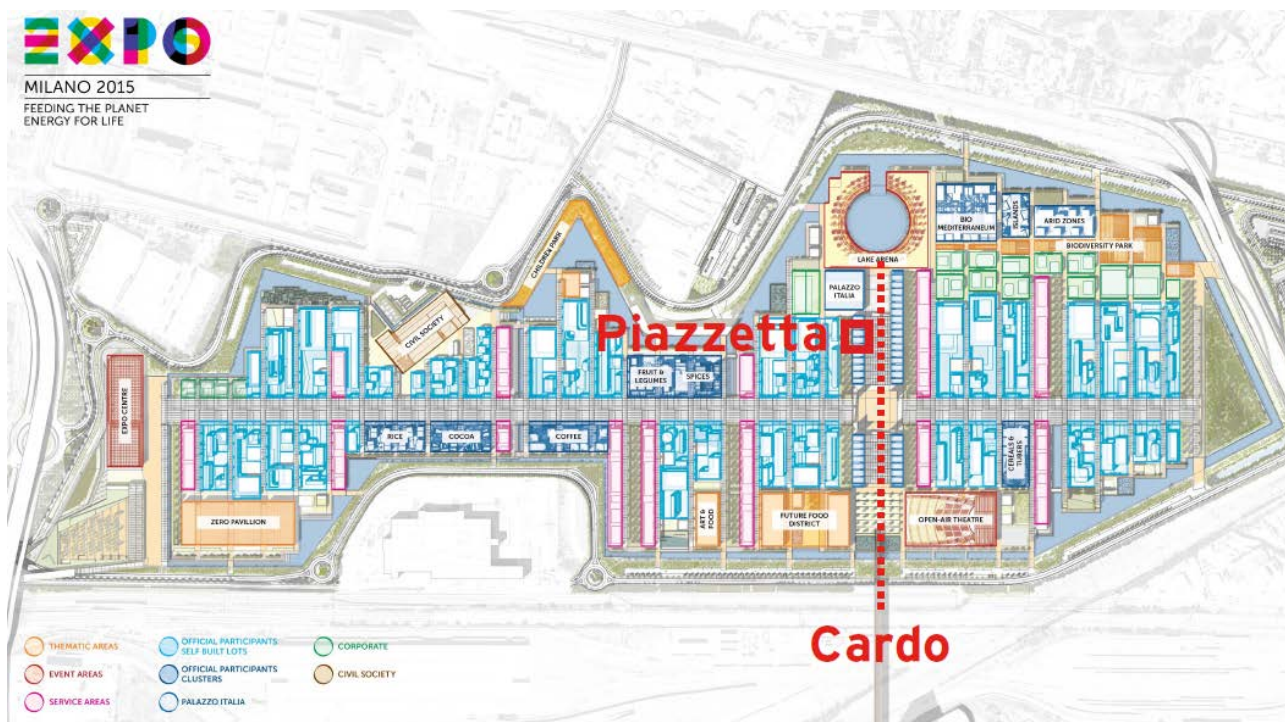 EXPO
MILANO 2015
FEEDING THE PLANET
ENERGY FOR LIFE
CHILDREN PARK
LAKE ARENA
BIO
MEDITERRANEUM
ISLANDS
ARID ZONES
BIODIVERSITY PARK
PALAZZO
ITALIA
CIVIL SOCIETY
Piazzetta
FRUIT &
LEGUMES
SPICES
EXPO CENTRE
RICE
COCOA
COFFEE
CEREALS &
TUBERS
ZERO PAVILLION
ART &
FOOD
FUTURE FOOD
DISTRICT
OPEN-AIR THEATRE
Cardo
THEMATIC AREAS
EVENT AREAS
SERVICE AREAS
OFFICIAL PARTICIPANTS
SELF BUILT LOTS
OFFICIAL PARTICIPANTS
CLUSTERS
PALAZZO ITALIA
CORPORATE
CIVIL SOCIETY